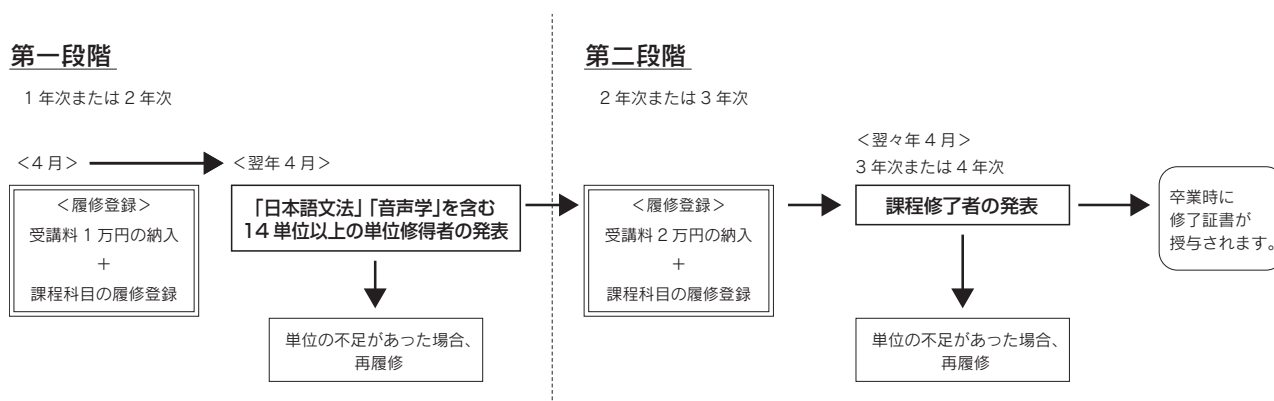 第一段階
1 年次または 2 年次
<4 月>
<翌年 4 月>
<履修登録>
受講料 1 万円の納入
+
課程科目の履修登録
「日本語文法」「音声学」を含む
14 単位以上の単位修得者の発表
単位の不足があった場合、
再履修
第二段階
2 年次または 3 年次
<履修登録>
受講料 2 万円の納入
+
課程科目の履修登録
<翌々年 4 月>
3 年次または 4 年次
課程修了者の発表
単位の不足があった場合、
再履修
卒業時に
修了証書が
授与されます。